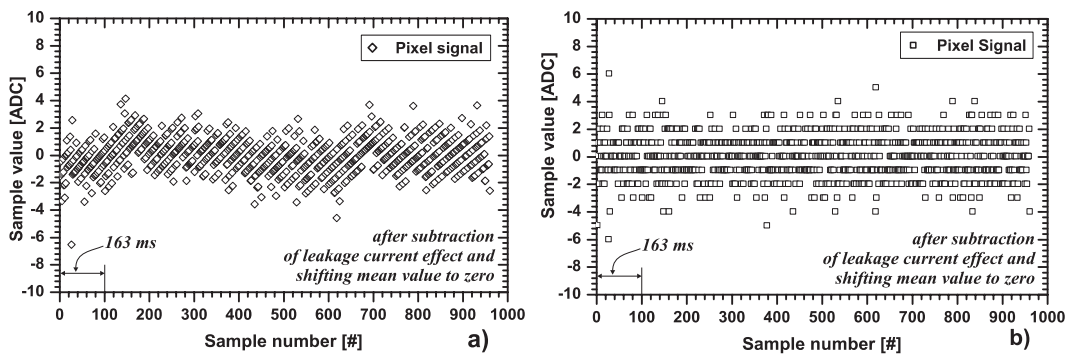 10
8
6
4
2
0
-2
-4
-6
-8
-10
Sample value [ADC]
Pixel signal
163 ms
after subtraction
of leakage current effect and
shifting mean value to zero
0 100 200 300 400 500 600 700 800 900 1000
Sample number [#]
a)
10
8
6
4
2
0
-2
-4
-6
-8
-10
Sample value [ADC]
Pixel Signal
163 ms
after subtraction
of leakage current effect and
shifting mean value to zero
0 100 200 300 400 500 600 700 800 900 1000
Sample number [#]
b)